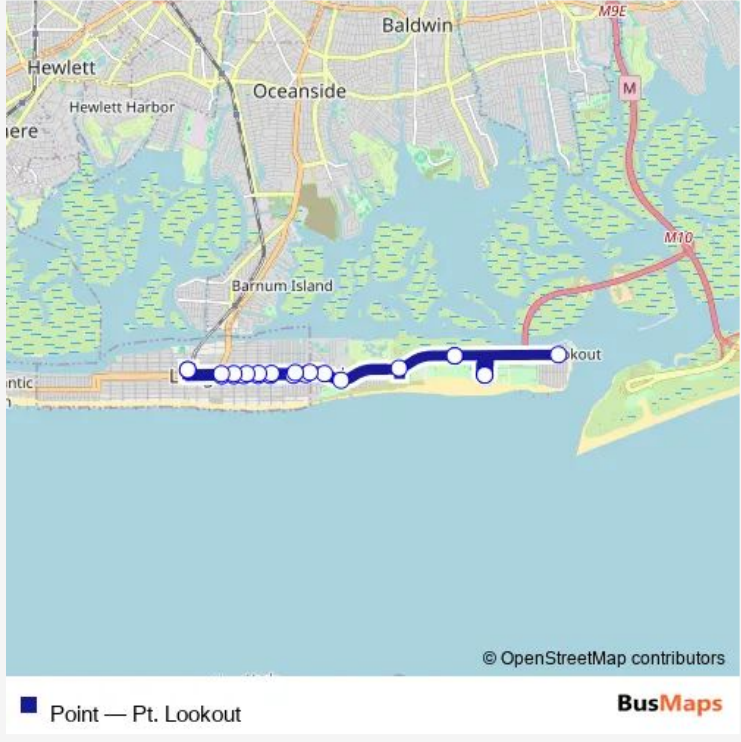 M9E
Baldwin
Hewlett
Oceanside
M
Hewlett Harbor
ere
M10
Barnum Island
okout
ntic
L
© OpenStreetMap contributors
Point — Pt. Lookout
BusMaps